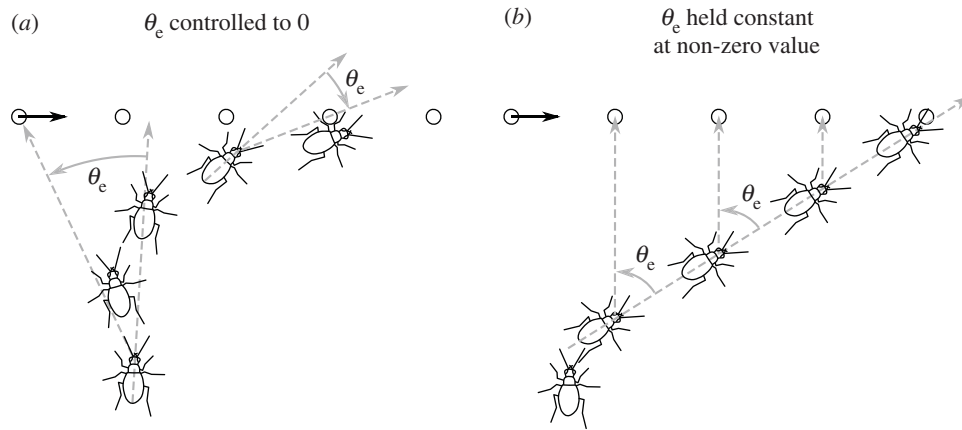 (a)
θe controlled to 0
θe
θe
(b)
θe held constant
at non-zero value
θe
θe